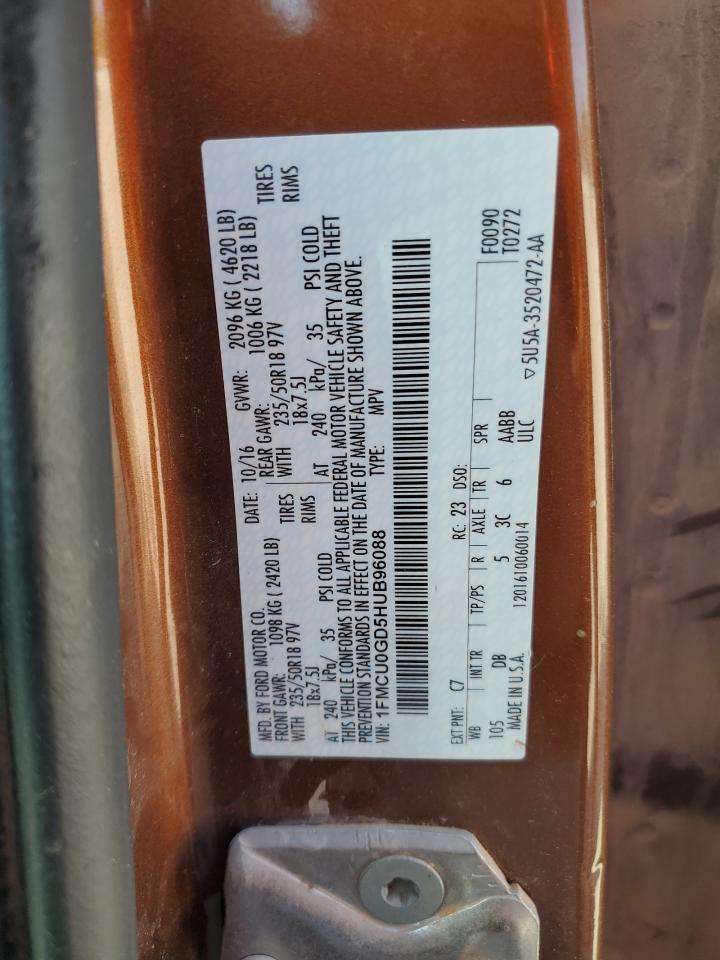 MFD. BY FORD MOTOR CO. DATE: 10/16 GVWR: 2096 KG ( 4620 LB)
FRONT GAWR: 1098 KG ( 2420 LB) REAR GAWR: 1006 KG ( 2218 LB)
WITH 235/50R18 97V TIRES WITH 235/50R18 97V TIRES
18x7.5J RIMS 18x7.5J RIMS
AT 240 kPa/ 35 PSI COLD AT 240 kPa/ 35 PSI COLD
THIS VEHICLE CONFORMS TO ALL APPLICABLE FEDERAL MOTOR VEHICLE SAFETY AND THEFT
PREVENTION STANDARDS IN EFFECT ON THE DATE OF MANUFACTURE SHOWN ABOVE.
VIN: 1FMCU0GD5HUB96088 TYPE: MPV
EXT PNT: C7 RC: 23 DSO:
WB INT TR TP/PS R AXLE TR SPR F0090
105 DB 5 3C 6 AABB T0272
MADE IN U.S.A. 1201610060014 ULC
▽5U5A-3520472-AA